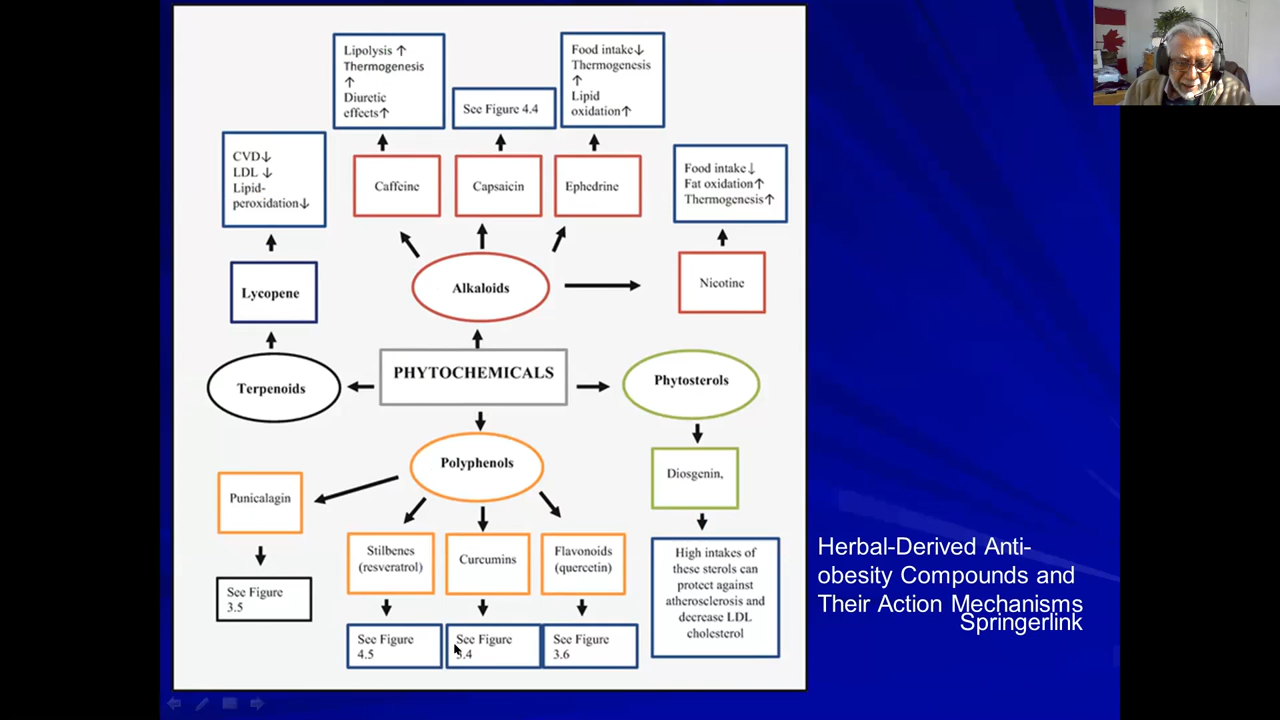 Lipolysis ↑
Thermogenesis
↑
Diuretic
effects↑
See Figure 4.4
Food intake↓
Thermogenesis
↑
Lipid
oxidation↑
CVD↓
LDL ↓
Lipid-
peroxidation↓
Caffeine
Capsaicin
Ephedrine
Food intake↓
Fat oxidation↑
Thermogenesis↑
Lycopene
Alkaloids
Nicotine
Terpenoids
PHYTOCHEMICALS
Phytosterols
Polyphenols
Punicalagin
Diosgenin,
Stilbenes
(resveratrol)
Curcumins
Flavonoids
(quercetin)
See Figure
3.5
See Figure
4.5
See Figure
3.4
See Figure
3.6
High intakes of
these sterols can
protect against
atherosclerosis and
decrease LDL
cholesterol
Herbal-Derived Anti-
obesity Compounds and
Their Action Mechanisms
Springerlink